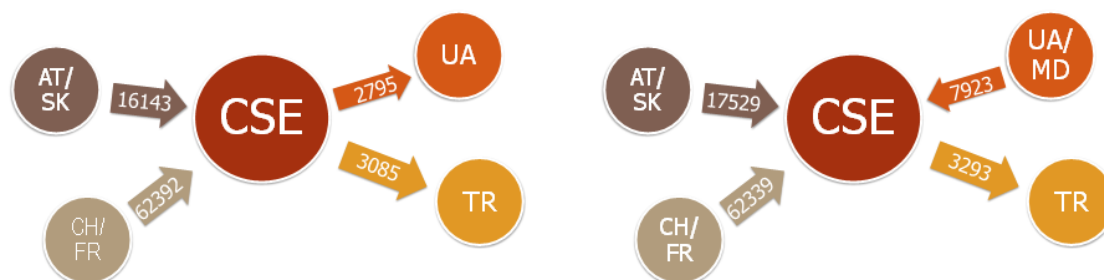 AT/
SK
16143
CSE
2795
UA
3085
TR
62392
CH/
FR
AT/
SK
17529
CSE
7923
UA/
MD
3293
TR
62339
CH/
FR